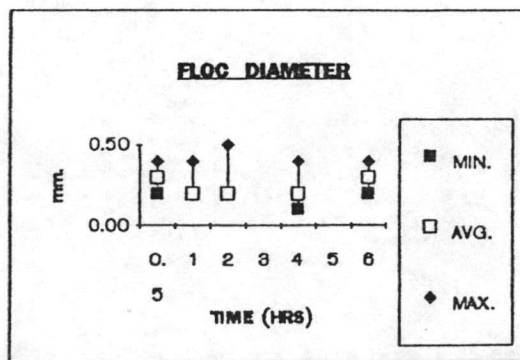 FLOC DIAMETER
0.50
mm.
0.00
0. 1 2 3 4 5 6
5
TIME (HRS)
MIN.
AVG.
MAX.